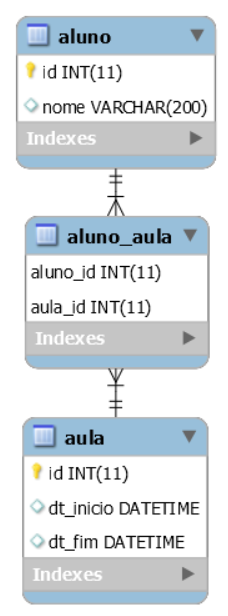 aluno
id INT(11)
nome VARCHAR(200)
Indexes
aluno_aula
aluno_id INT(11)
aula_id INT(11)
Indexes
aula
id INT(11)
dt_inicio DATETIME
dt_fim DATETIME
Indexes